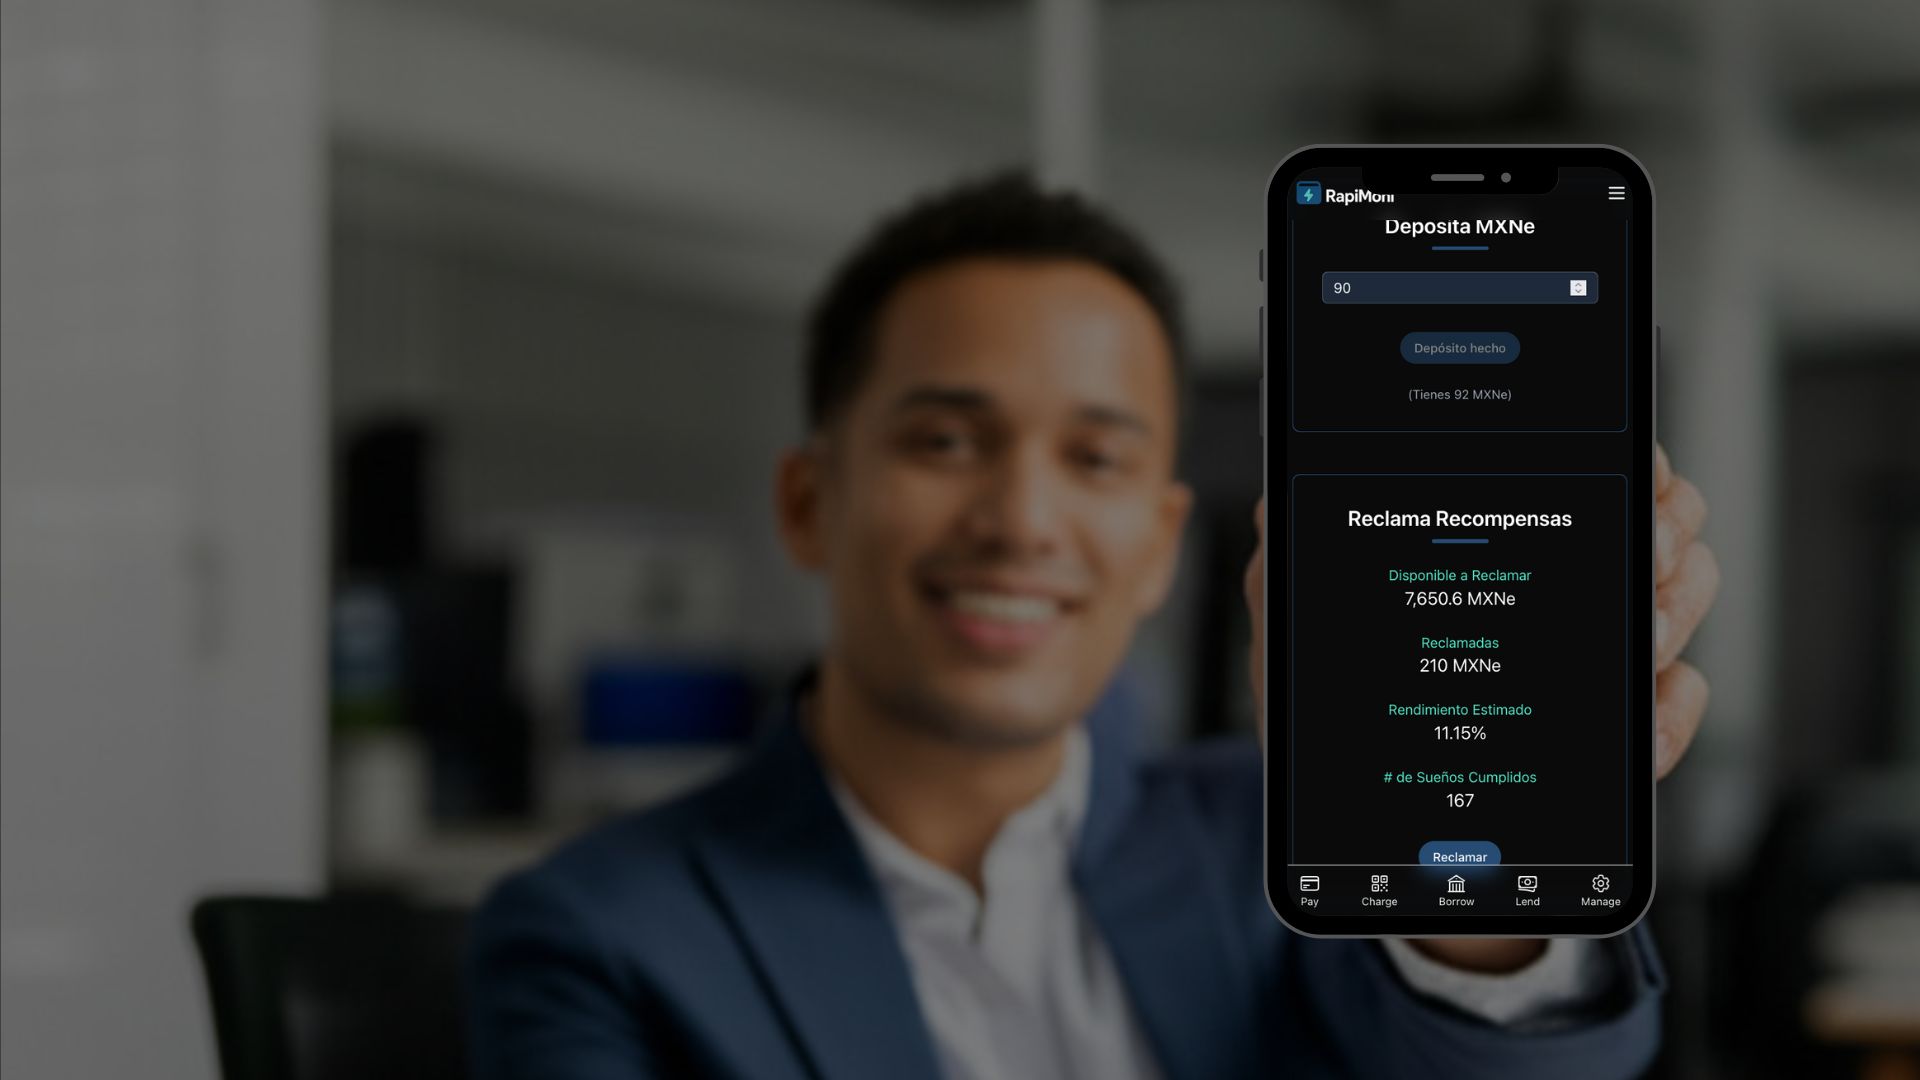 RapiMoni
Deposita MXNe
90
Depósito hecho
(Tienes 92 MXNe)
Reclama Recompensas
Disponible a Reclamar
7,650.6 MXNe
Reclamadas
210 MXNe
Rendimiento Estimado
11.15%
# de Sueños Cumplidos
167
Reclamar
Pay
Charge
Borrow
Lend
Manage